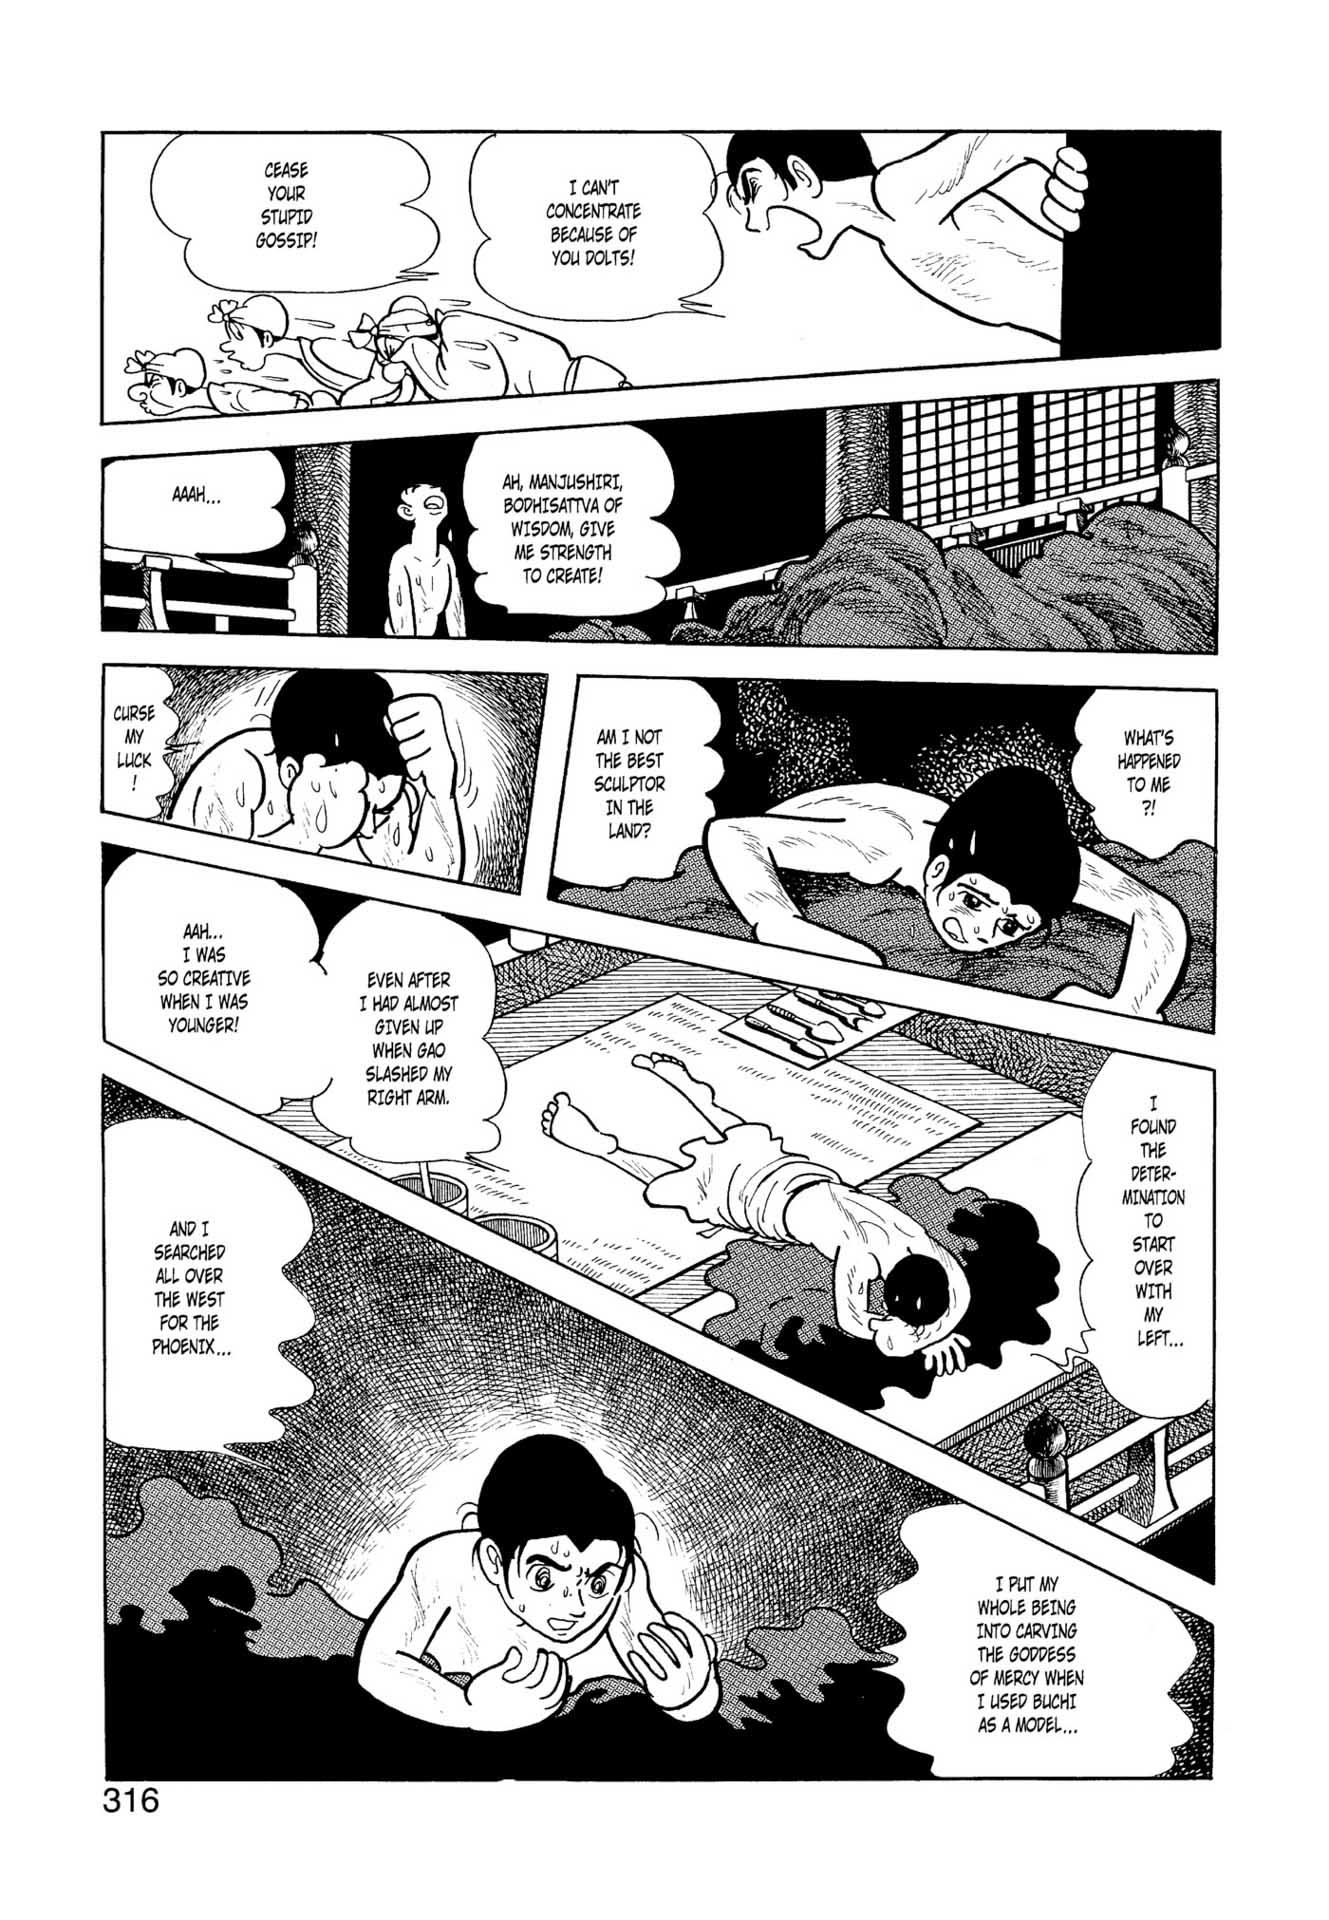 CEASE
YOUR
STUPID
GOSSIP!
I CAN'T
CONCENTRATE
BECAUSE OF
YOU DOLTS!
AAAH...
AH, MANJUSHIRI,
BODHISATTVA OF
WISDOM, GIVE
ME STRENGTH
TO CREATE!
CURSE
MY
LUCK
!
AM I NOT
THE BEST
SCULPTOR
IN THE
LAND?
WHAT'S
HAPPENED
TO ME
?!
AAH...
I WAS
SO CREATIVE
WHEN I WAS
YOUNGER!
EVEN AFTER
I HAD ALMOST
GIVEN UP
WHEN GAO
SLASHED MY
RIGHT ARM.
I
FOUND
THE
DETER-
MINATION
TO
START
OVER
WITH
MY
LEFT...
AND I
SEARCHED
ALL OVER
THE WEST
FOR THE
PHOENIX...
I PUT MY
WHOLE BEING
INTO CARVING
THE GODDESS
OF MERCY WHEN
I USED BUCHI
AS A MODEL...
316